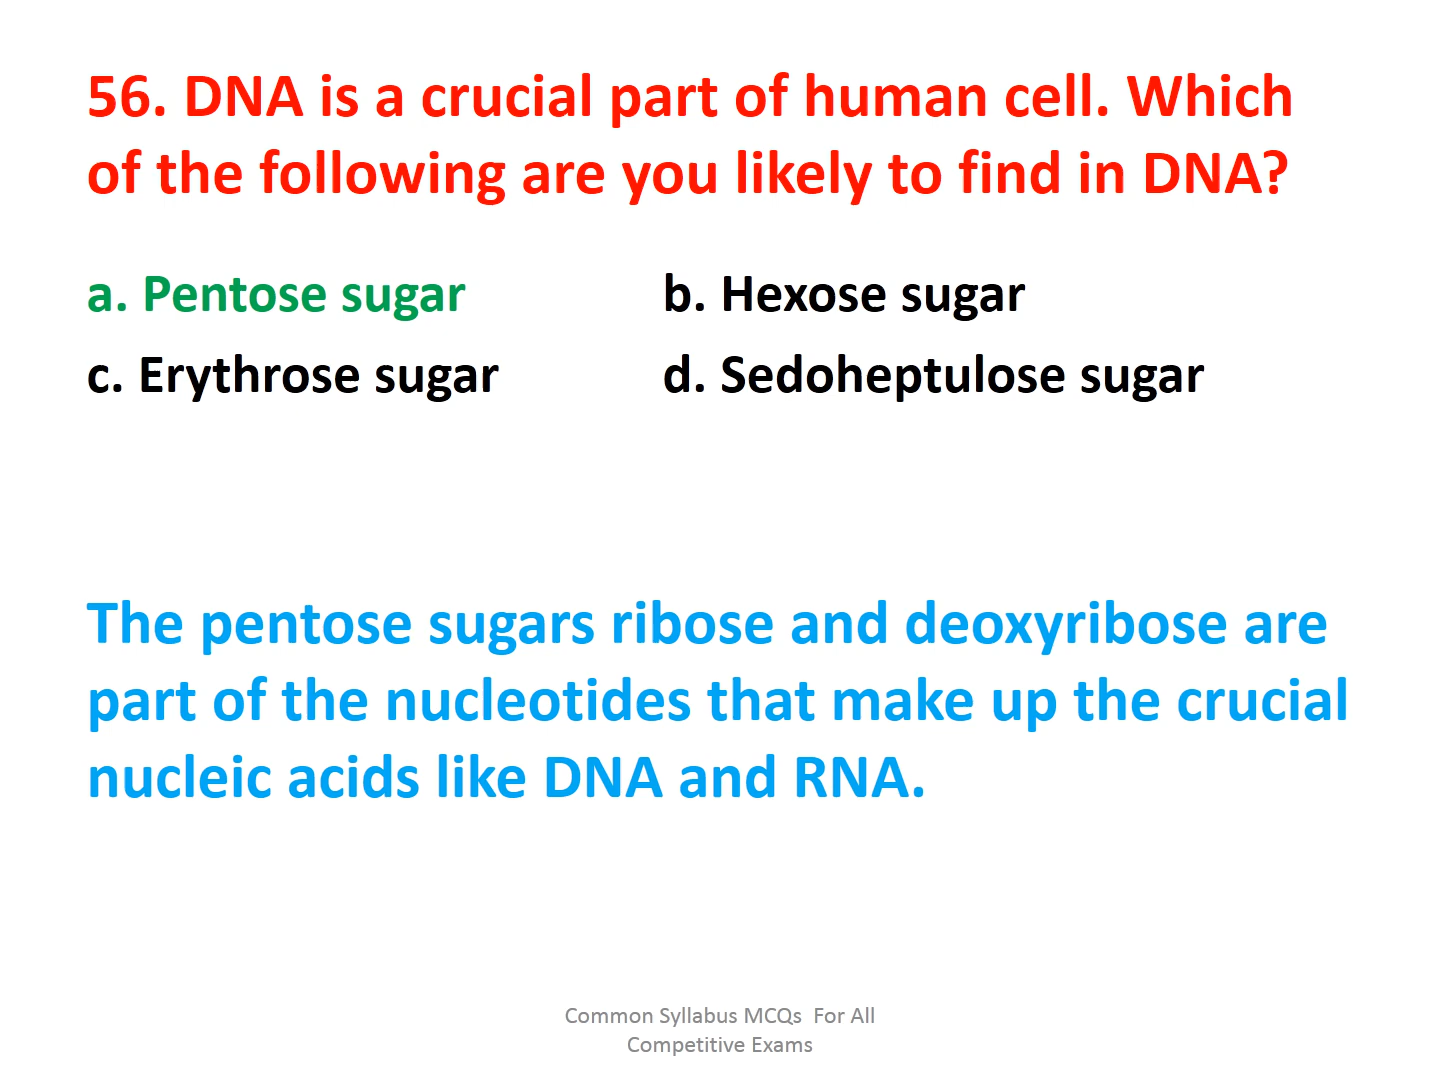 56. DNA is a crucial part of human cell. Which
of the following are you likely to find in DNA?
a. Pentose sugar b. Hexose sugar
c. Erythrose sugar d. Sedoheptulose sugar
The pentose sugars ribose and deoxyribose are
part of the nucleotides that make up the crucial
nucleic acids like DNA and RNA.
Common Syllabus MCQs For All
Competitive Exams